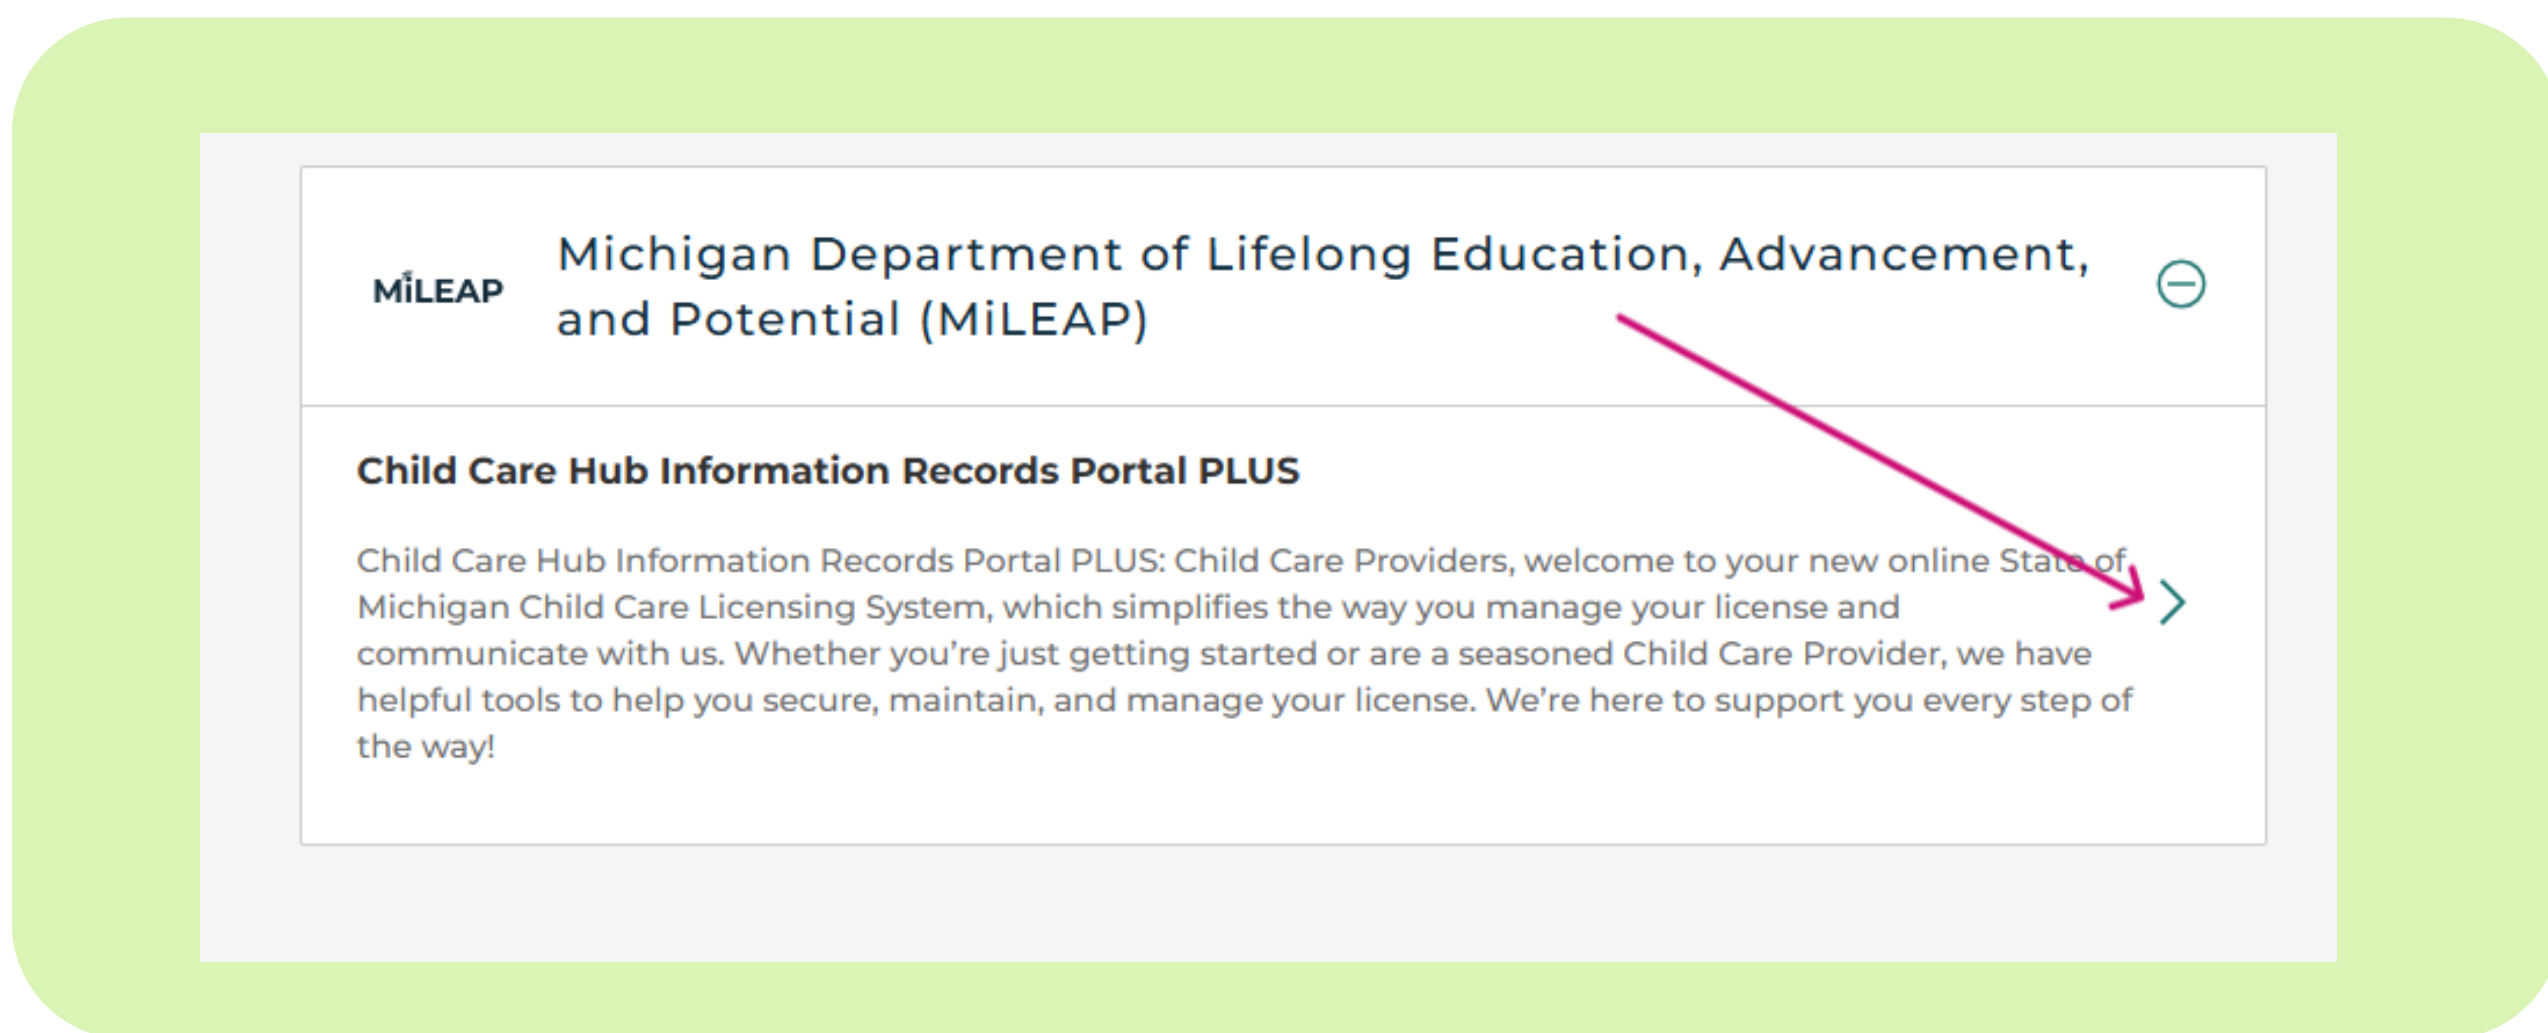 MiLEAP
Michigan Department of Lifelong Education, Advancement,
and Potential (MiLEAP)
Child Care Hub Information Records Portal PLUS
Child Care Hub Information Records Portal PLUS: Child Care Providers, welcome to your new online State of
Michigan Child Care Licensing System, which simplifies the way you manage your license and
communicate with us. Whether you’re just getting started or are a seasoned Child Care Provider, we have
helpful tools to help you secure, maintain, and manage your license. We’re here to support you every step of
the way!